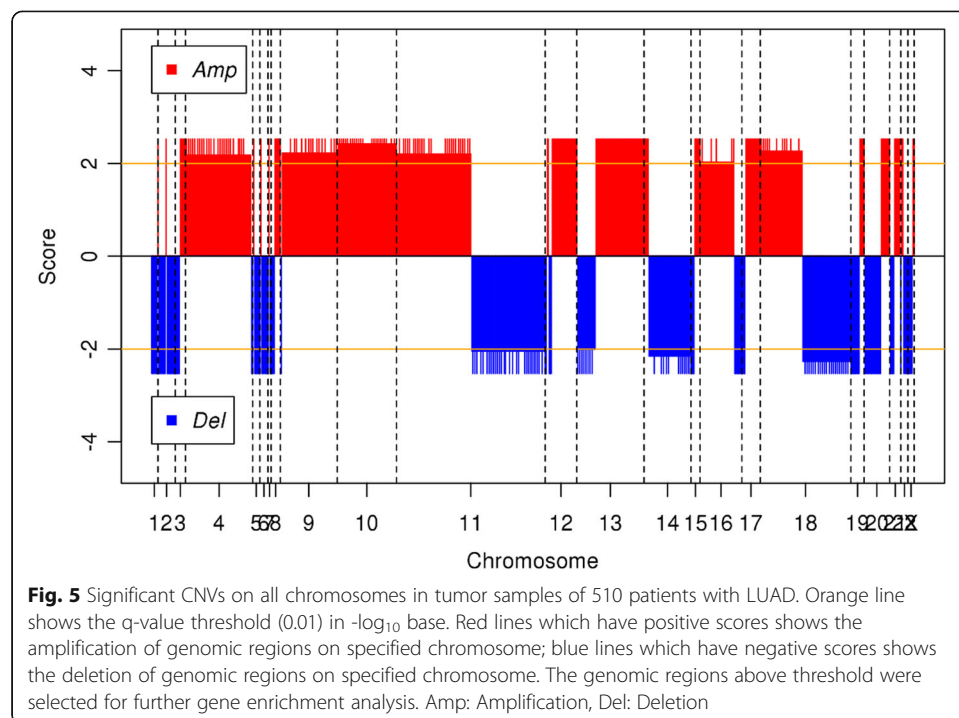 4
2
0
-2
-4
Score
Amp
Del
1 2 3 4 5 6 7 8 9 10 11 12 13 14 15 16 17 18 19 20 21 X
Chromosome
Fig. 5 Significant CNVs on all chromosomes in tumor samples of 510 patients with LUAD. Orange line
shows the q-value threshold (0.01) in -log₁₀ base. Red lines which have positive scores shows the
amplification of genomic regions on specified chromosome; blue lines which have negative scores shows
the deletion of genomic regions on specified chromosome. The genomic regions above threshold were
selected for further gene enrichment analysis. Amp: Amplification, Del: Deletion